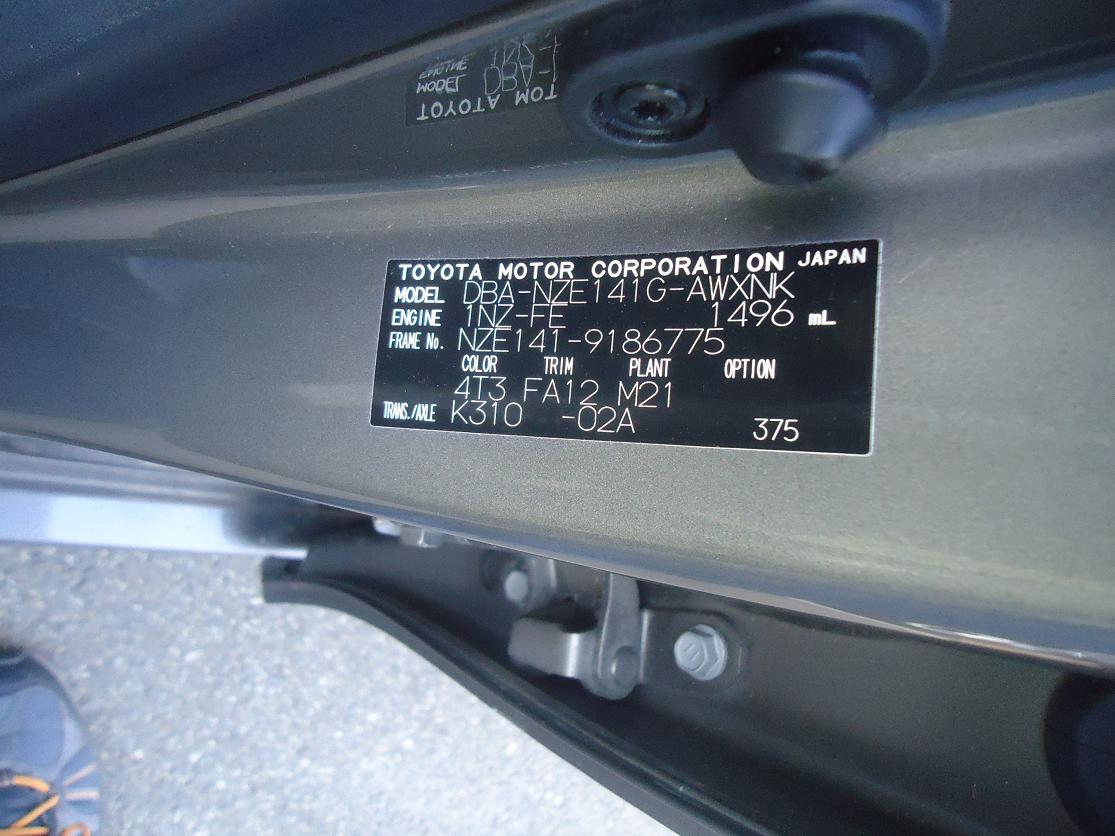 TOYOTA MOTOR CORPORATION JAPAN
MODEL DBA-NZE141G-AWXNK
ENGINE 1NZ-FE 1496 mL
FRAME No. NZE141-9186775
COLOR TRIM PLANT OPTION
4T3 FA12 M21
TRANS./AXLE K310 -02A 375